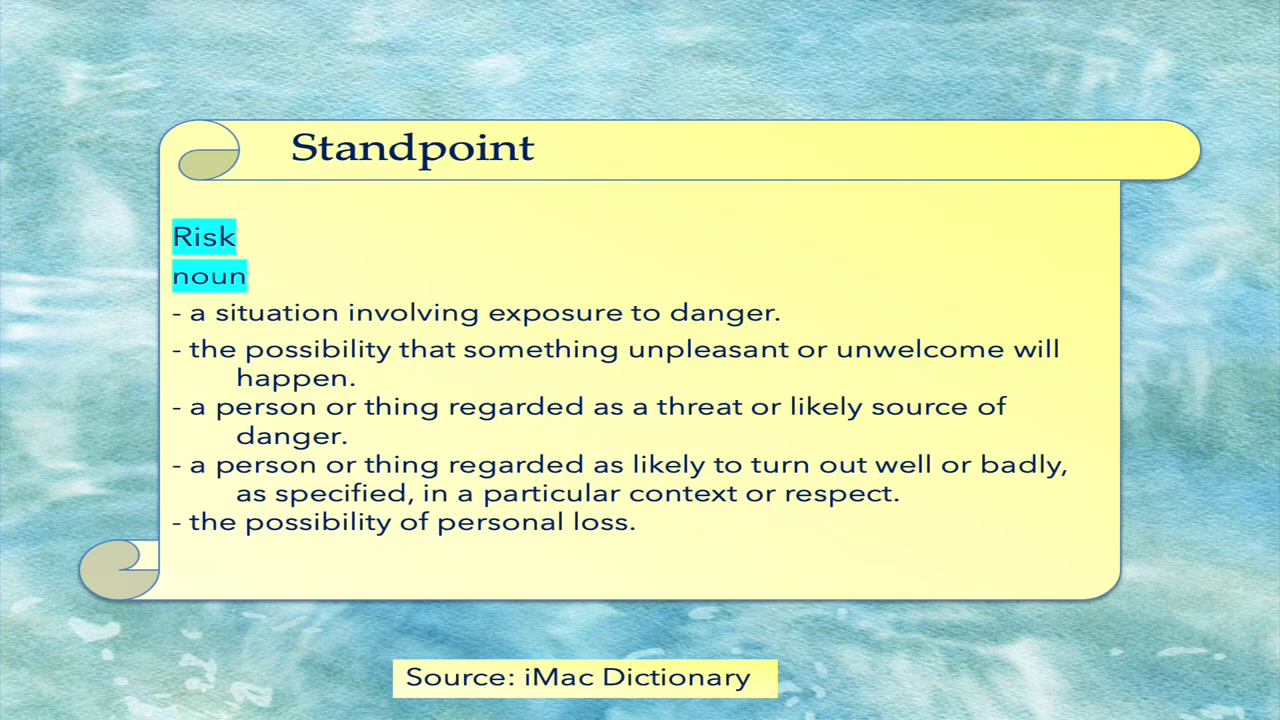 Standpoint
Risk
noun
- a situation involving exposure to danger.
- the possibility that something unpleasant or unwelcome will
happen.
- a person or thing regarded as a threat or likely source of
danger.
- a person or thing regarded as likely to turn out well or badly,
as specified, in a particular context or respect.
- the possibility of personal loss.
Source: iMac Dictionary